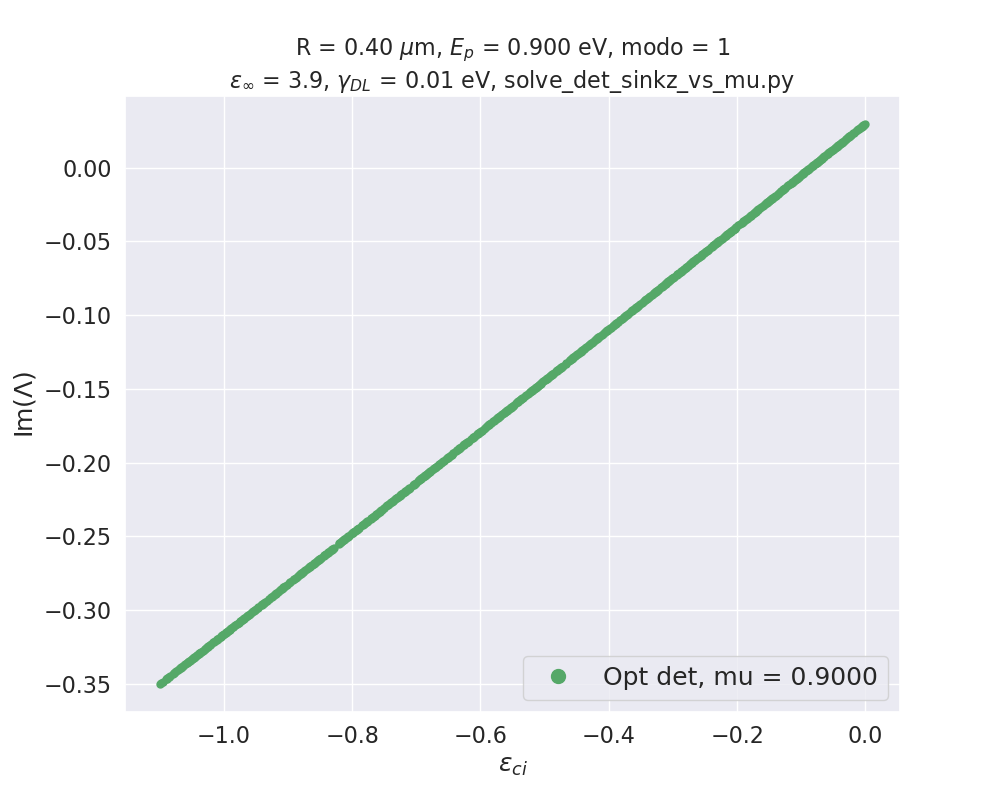 R = 0.40 μm, E_p = 0.900 eV, modo = 1
ε_∞ = 3.9, γ_DL = 0.01 eV, solve_det_sinkz_vs_mu.py
Im(Λ)
0.00
−0.05
−0.10
−0.15
−0.20
−0.25
−0.30
−0.35
Opt det, mu = 0.9000
−1.0 −0.8 −0.6 −0.4 −0.2 0.0
ε_ci